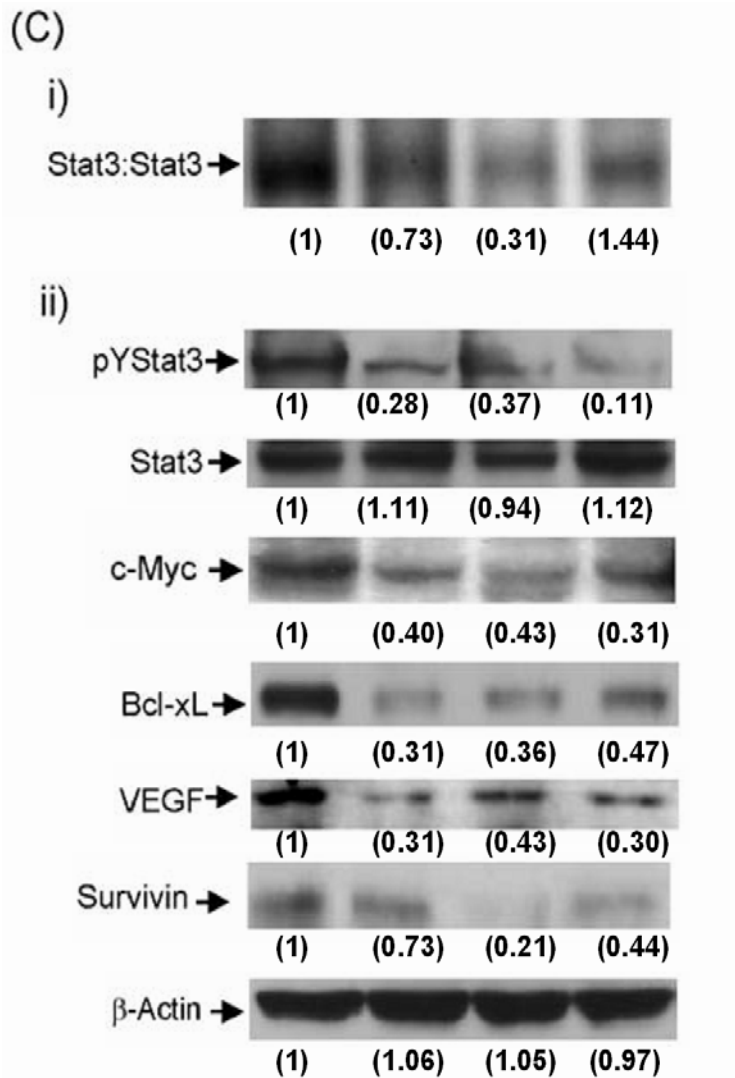 (C)
i)
Stat3:Stat3
(1) (0.73) (0.31) (1.44)
ii)
pYStat3
(1) (0.28) (0.37) (0.11)
Stat3
(1) (1.11) (0.94) (1.12)
c-Myc
(1) (0.40) (0.43) (0.31)
Bcl-xL
(1) (0.31) (0.36) (0.47)
VEGF
(1) (0.31) (0.43) (0.30)
Survivin
(1) (0.73) (0.21) (0.44)
β-Actin
(1) (1.06) (1.05) (0.97)